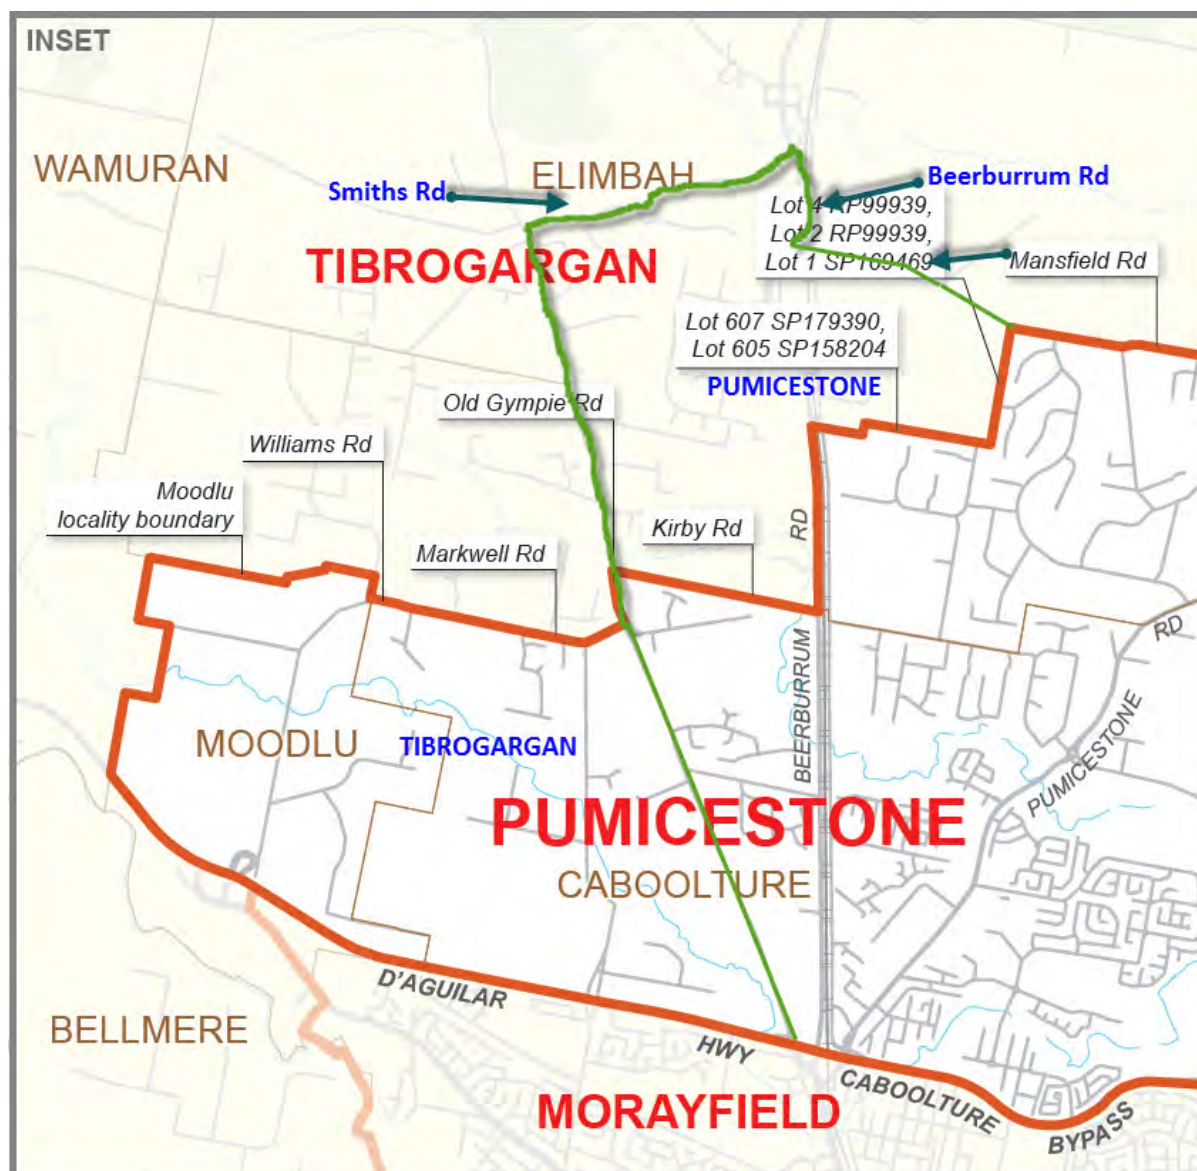 INSET
WAMURAN
ELIMBAH
Smiths Rd
Beerburrum Rd
Lot 4 RP99939,
Lot 2 RP99939,
Lot 1 SP169469
Mansfield Rd
TIBROGARGAN
Lot 607 SP179390,
Lot 605 SP158204
PUMICESTONE
Old Gympie Rd
Williams Rd
Moodlu
locality boundary
Markwell Rd
Kirby Rd
RD
BEERBURRUM
RD
PUMICESTONE
MOODLU
TIBROGARGAN
PUMICESTONE
CABOOLTURE
D'AGUILAR
HWY
BELLMERE
CABOOLTURE
BYPASS
MORAYFIELD